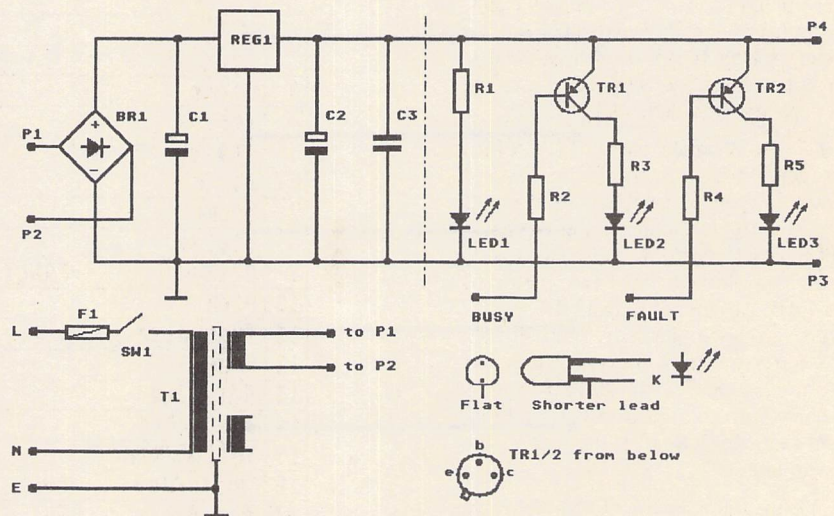 P4
REG1
R1
TR1
TR2
C1
C2
C3
BR1
+
−
P1
R3
R5
R2
R4
P2
LED1
LED2
LED3
P3
BUSY
FAULT
F1
L
SW1
to P1
to P2
T1
K
Flat
Shorter lead
N
b
TR1/2 from below
e
c
E